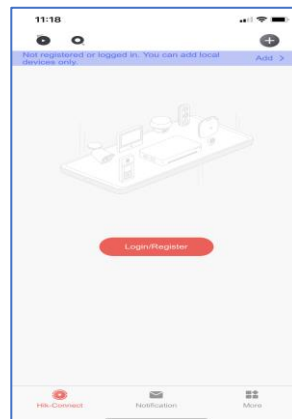 11:18
Not registered or logged in. You can add local Add >
devices only.
Login/Register
Hik-Connect Notification More